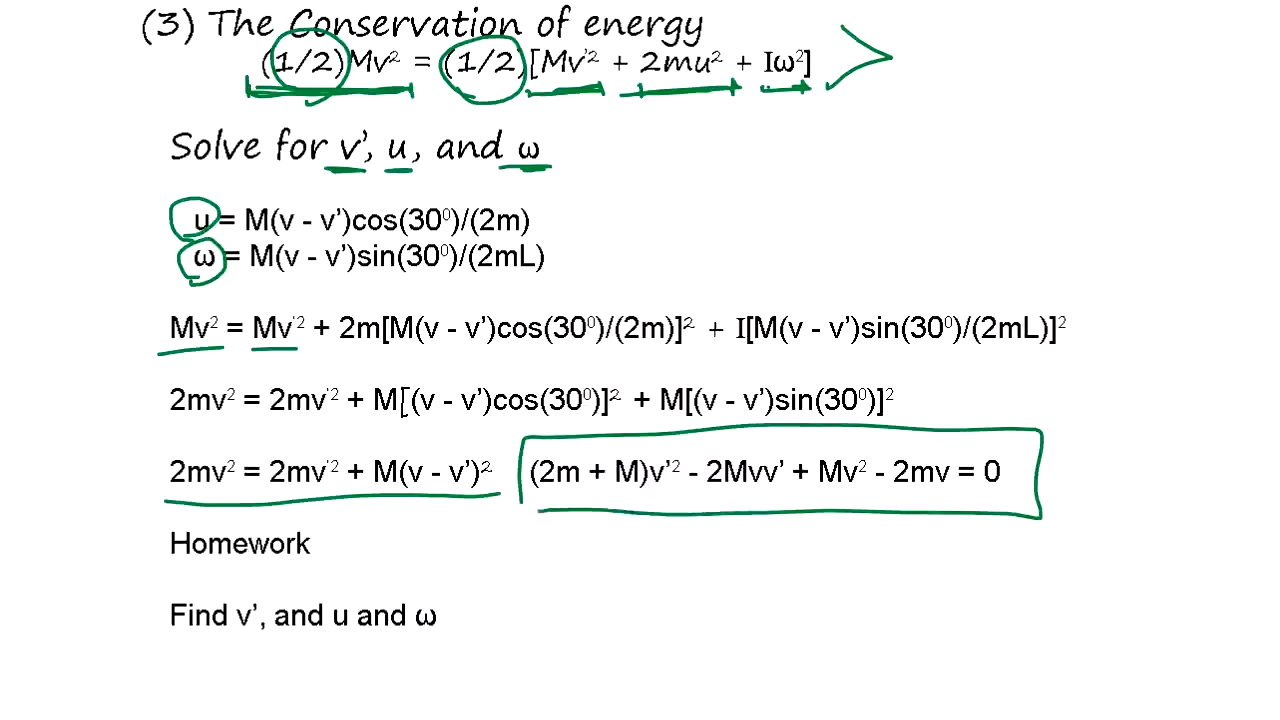 (3) The Conservation of energy
(1/2)Mv² = (1/2)[Mv'² + 2mu² + Iω²]
Solve for v', u, and ω
u = M(v - v’)cos(30⁰)/(2m)
ω = M(v - v’)sin(30⁰)/(2mL)
Mv² = Mv'² + 2m[M(v - v’)cos(30⁰)/(2m)]² + I[M(v - v’)sin(30⁰)/(2mL)]²
2mv² = 2mv'² + M[(v - v’)cos(30⁰)]² + M[(v - v’)sin(30⁰)]²
2mv² = 2mv'² + M(v - v’)² (2m + M)v’² - 2Mvv’ + Mv² - 2mv = 0
Homework
Find v’, and u and ω